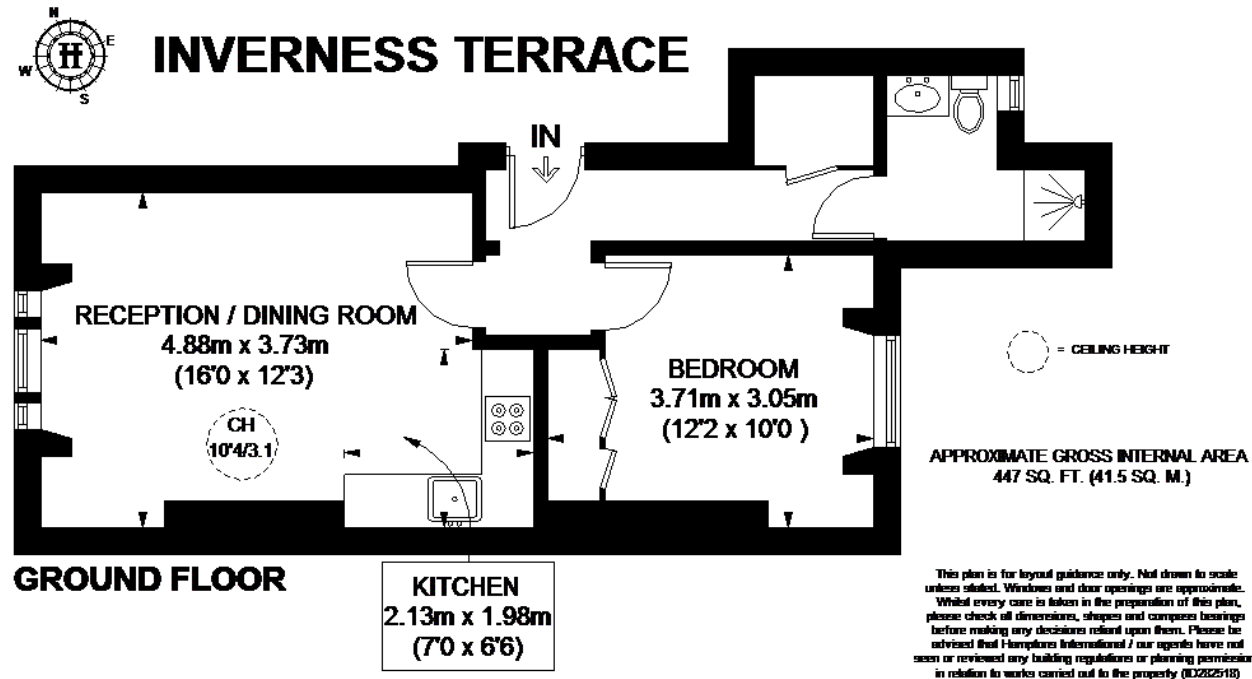 N
E
W
S
H
INVERNESS TERRACE
IN
RECEPTION / DINING ROOM
4.88m x 3.73m
(16'0 x 12'3)
CH
10'4/3.1
BEDROOM
3.71m x 3.05m
(12'2 x 10'0 )
= CEILING HEIGHT
APPROXIMATE GROSS INTERNAL AREA
447 SQ. FT. (41.5 SQ. M.)
GROUND FLOOR
KITCHEN
2.13m x 1.98m
(7'0 x 6'6)
This plan is for layout guidance only. Not drawn to scale
unless stated. Windows and door openings are approximate.
Whilst every care is taken in the preparation of this plan,
please check all dimensions, shapes and compass bearings
before making any decisions reliant upon them. Please be
advised that Hamptons International / our agents have not
seen or reviewed any building regulations or planning permission
in relation to works carried out to the property (ID282518)